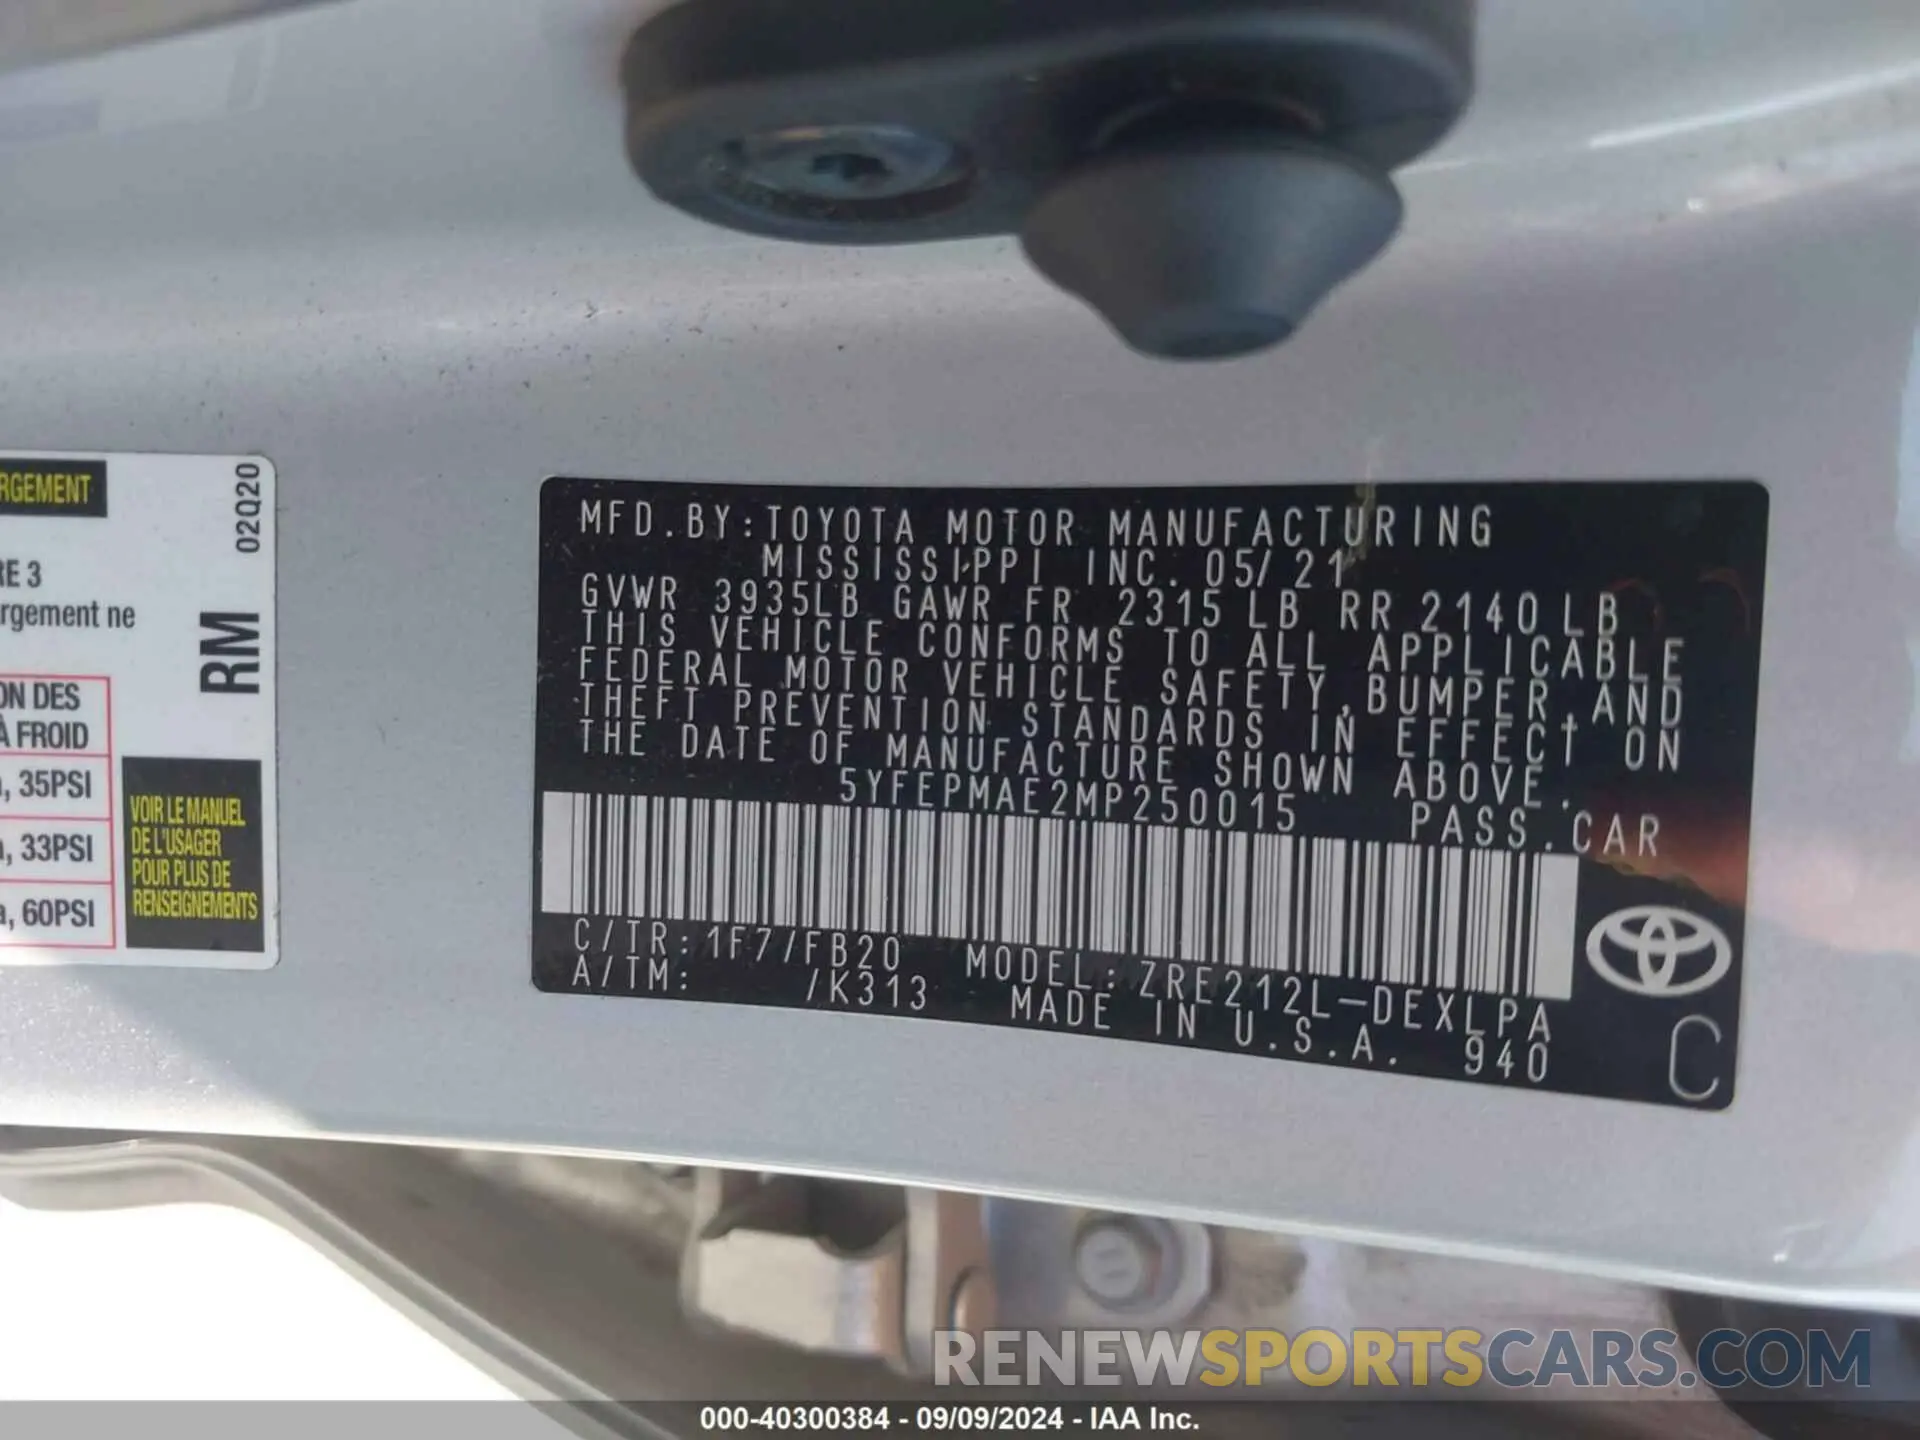 RGEMENT
02Q20
RE 3
rgement ne
RM
ON DES
À FROID
, 35PSI
, 33PSI
, 60PSI
VOIR LE MANUEL
DE L'USAGER
POUR PLUS DE
RENSEIGNEMENTS
MFD.BY:TOYOTA MOTOR MANUFACTURING
MISSISSIPPI INC. 05/21
GVWR 3935LB GAWR FR 2315 LB RR 2140 LB
THIS VEHICLE CONFORMS TO ALL APPLICABLE
FEDERAL MOTOR VEHICLE SAFETY,BUMPER,AND
THEFT PREVENTION STANDARDS IN EFFECT ON
THE DATE OF MANUFACTURE SHOWN ABOVE.
5YFEPMAE2MP250015 PASS.CAR
C/TR: 1F7/FB20 MODEL: ZRE212L-DEXLPA
A/TM: /K313 MADE IN U.S.A. 940
C
RENEWSPORTSCARS.COM
000-40300384 - 09/09/2024 - IAA Inc.